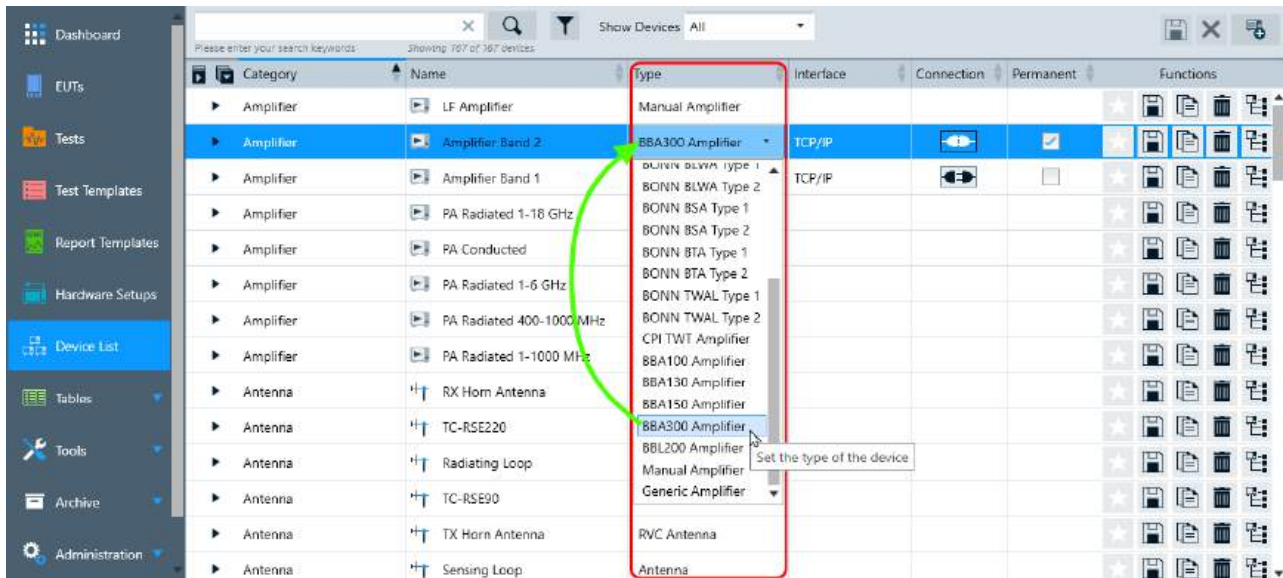 Dashboard
EUTs
Tests
Test Templates
Report Templates
Hardware Setups
Device List
Tables
Tools
Archive
Administration
Show Devices All
Please enter your search keywords Showing 167 of 167 devices
Category Name Type Interface Connection Permanent Functions
Amplifier LF Amplifier Manual Amplifier
Amplifier Amplifier Band 2 BBA300 Amplifier TCP/IP
Amplifier Amplifier Band 1 TCP/IP
Amplifier PA Radiated 1-18 GHz
Amplifier PA Conducted
Amplifier PA Radiated 1-6 GHz
Amplifier PA Radiated 400-1000 MHz
Amplifier PA Radiated 1-1000 MHz
Antenna RX Horn Antenna
Antenna TC-RSE220
Antenna Radiating Loop
Antenna TC-RSE90
Antenna TX Horn Antenna RVC Antenna
Antenna Sensing Loop Antenna
BONN BLWA Type 1
BONN BLWA Type 2
BONN BSA Type 1
BONN BSA Type 2
BONN BTA Type 1
BONN BTA Type 2
BONN TWAL Type 1
BONN TWAL Type 2
CPI TWT Amplifier
BBA100 Amplifier
BBA130 Amplifier
BBA150 Amplifier
BBA300 Amplifier
BBL200 Amplifier
Manual Amplifier
Generic Amplifier
Set the type of the device